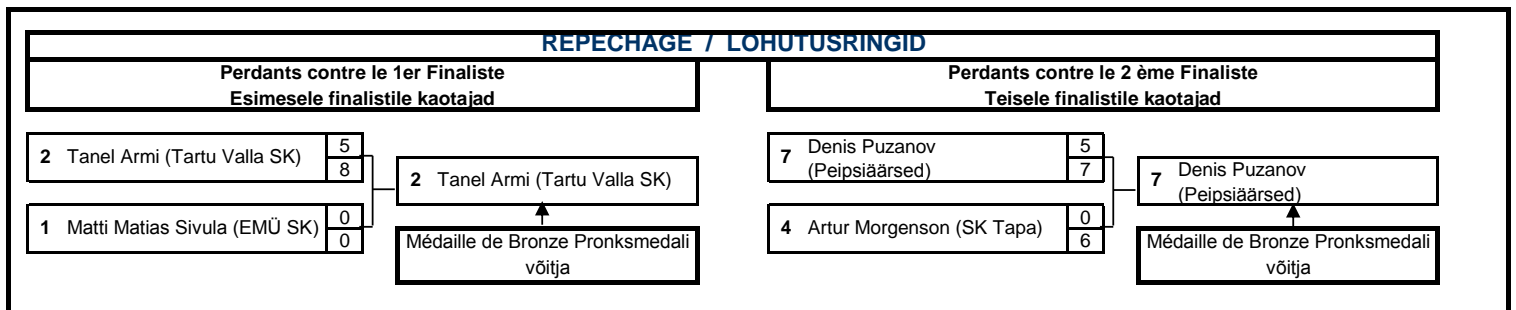 REPECHAGE / LOHUTUSRINGID
Perdants contre le 1er Finaliste
Esimesele finalistile kaotajad
Perdants contre le 2 ème Finaliste
Teisele finalistile kaotajad
2 Tanel Armi (Tartu Valla SK) 5
8
1 Matti Matias Sivula (EMÜ SK) 0
0
2 Tanel Armi (Tartu Valla SK)
Médaille de Bronze Pronksmedali
võitja
7 Denis Puzanov
(Peipsiäärsed)
5
7
4 Artur Morgenson (SK Tapa) 0
6
7 Denis Puzanov
(Peipsiäärsed)
Médaille de Bronze Pronksmedali
võitja